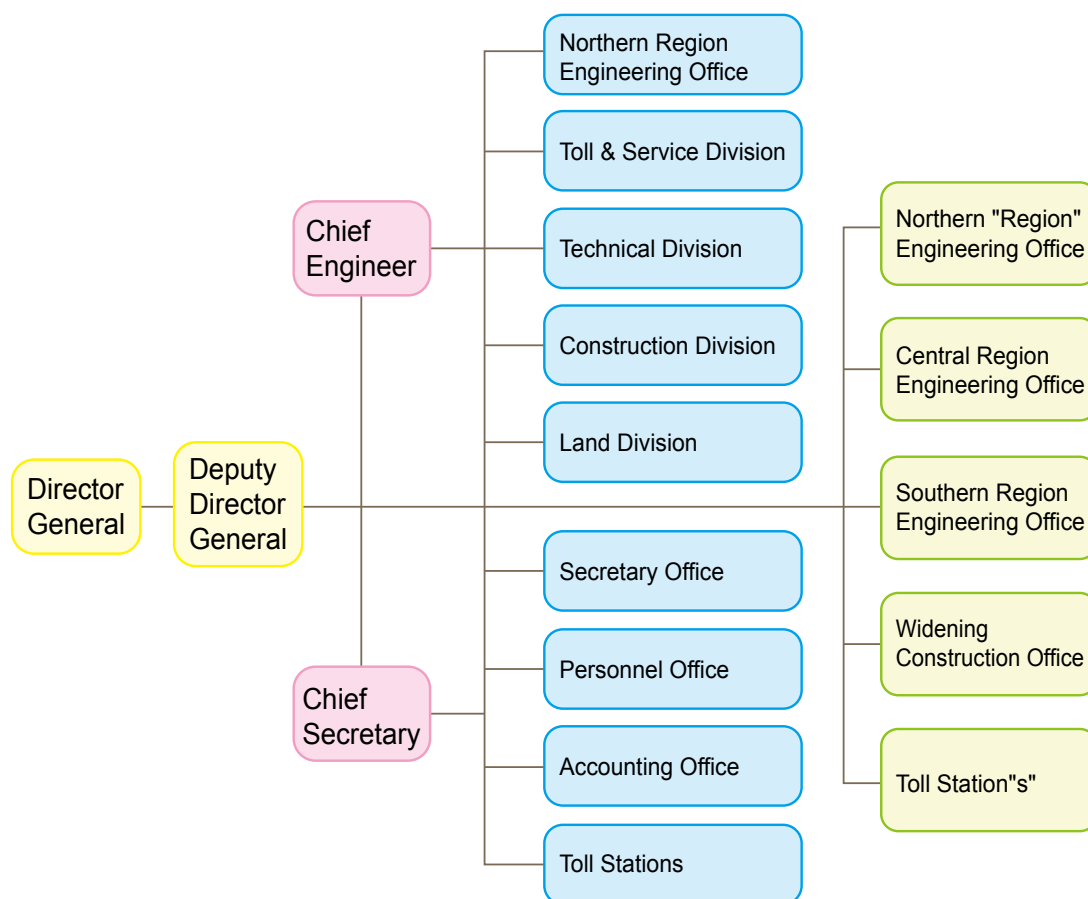 Director
General
Deputy
Director
General
Chief
Engineer
Chief
Secretary
Northern Region
Engineering Office
Toll & Service Division
Technical Division
Construction Division
Land Division
Secretary Office
Personnel Office
Accounting Office
Toll Stations
Northern "Region"
Engineering Office
Central Region
Engineering Office
Southern Region
Engineering Office
Widening
Construction Office
Toll Station"s"